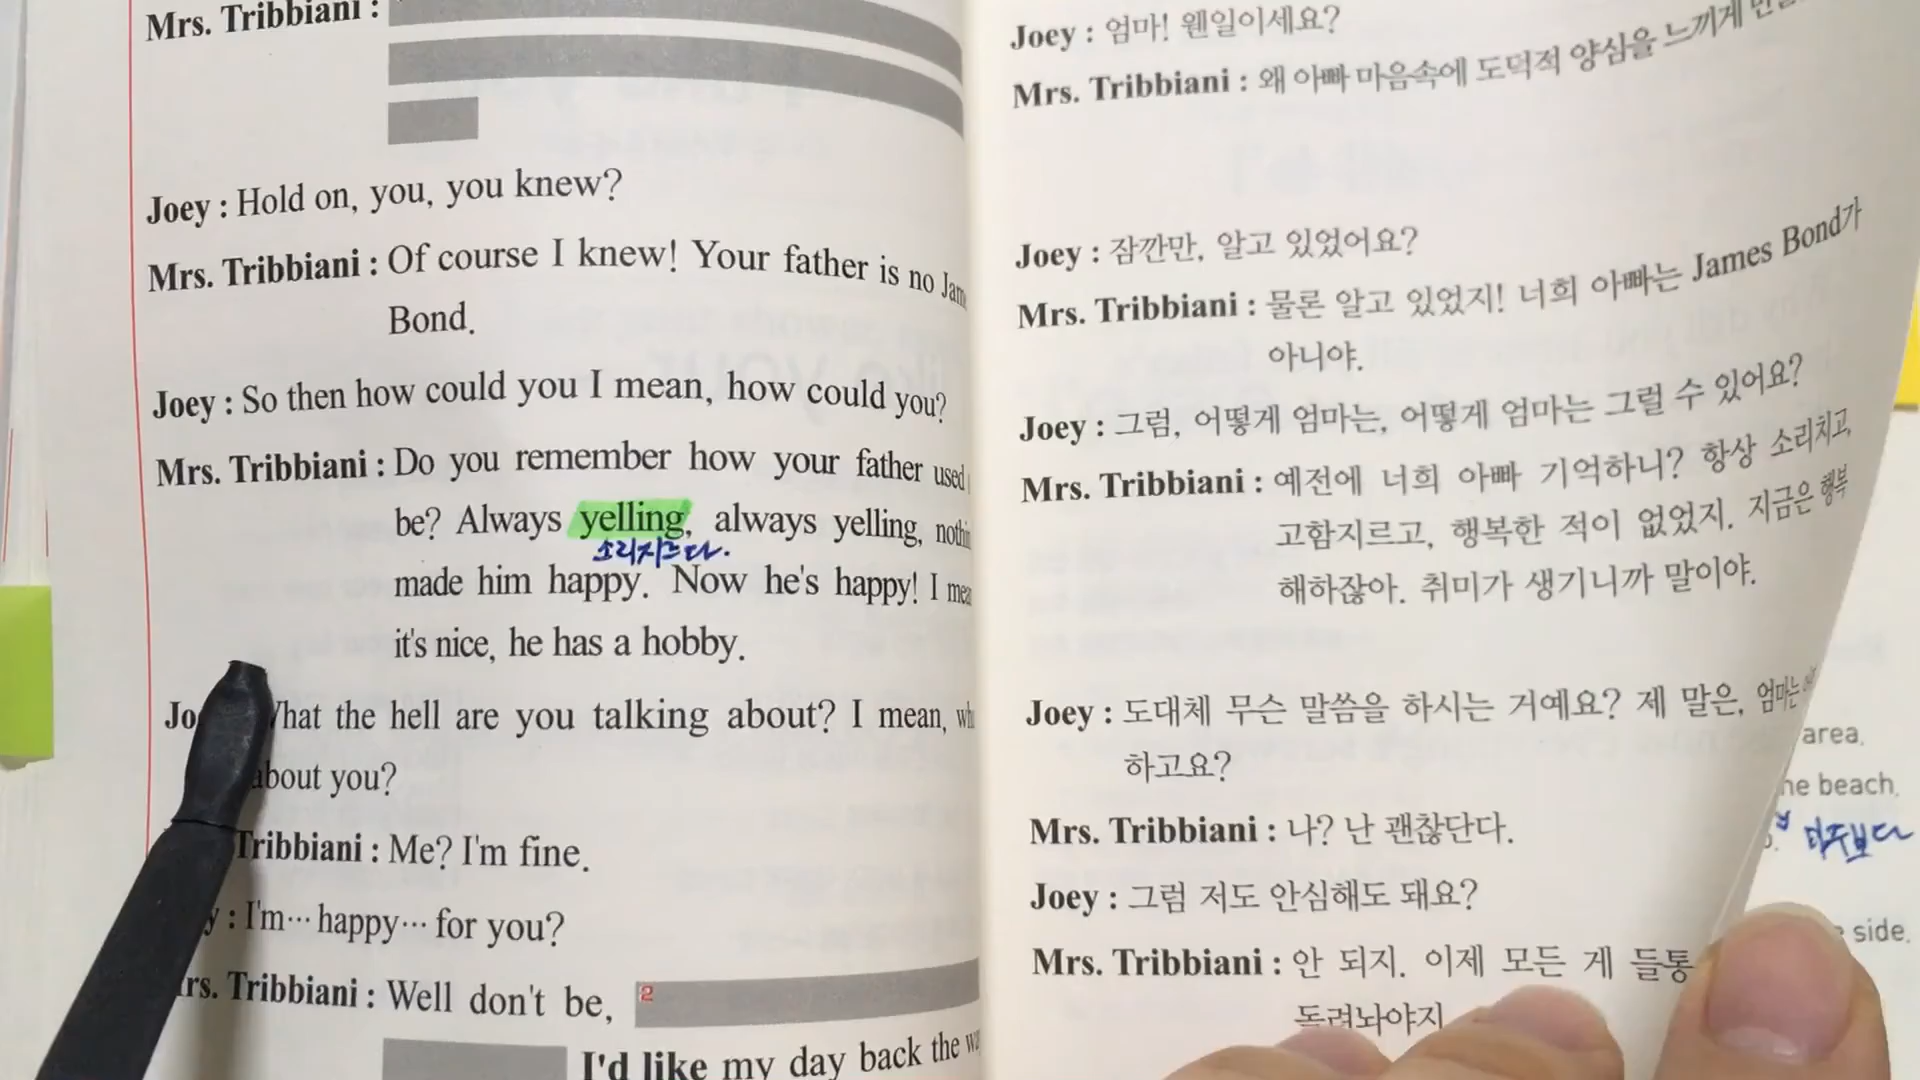 Mrs. Tribbiani :
Joey : Hold on, you, you knew?
Mrs. Tribbiani : Of course I knew! Your father is no
Bond.
Joey : So then how could you I mean, how could you?
Mrs. Tribbiani : Do you remember how your father used
be? Always yelling, always yelling,
소리지르다.
made him happy. Now he's happy! I
it's nice, he has a hobby.
the hell are you talking about? I mean,
about you?
Tribbiani : Me? I'm fine.
: I'm… happy… for you?
Tribbiani : Well don't be, 2
I'd like my day back the
Joey : 엄마! 웬일이세요?
Mrs. Tribbiani : 왜 아빠 마음속에 도덕적 양심을 느끼게
Joey : 잠깐만, 알고 있었어요?
Mrs. Tribbiani : 물론 알고 있었지! 너희 아빠는 James Bond가
아니야.
Joey : 그럼, 어떻게 엄마는, 어떻게 엄마는 그럴 수 있어요?
Mrs. Tribbiani : 예전에 너희 아빠 기억하니? 항상 소리치고,
고함지르고, 행복한 적이 없었지. 지금은 행복
해하잖아. 취미가 생기니까 말이야.
Joey : 도대체 무슨 말씀을 하시는 거예요? 제 말은, 엄마는
하고요?
Mrs. Tribbiani : 나? 난 괜찮단다.
Joey : 그럼 저도 안심해도 돼요?
Mrs. Tribbiani : 안 되지. 이제 모든 게 들통
돌려놔야지
area.
beach.
마주보다
side.